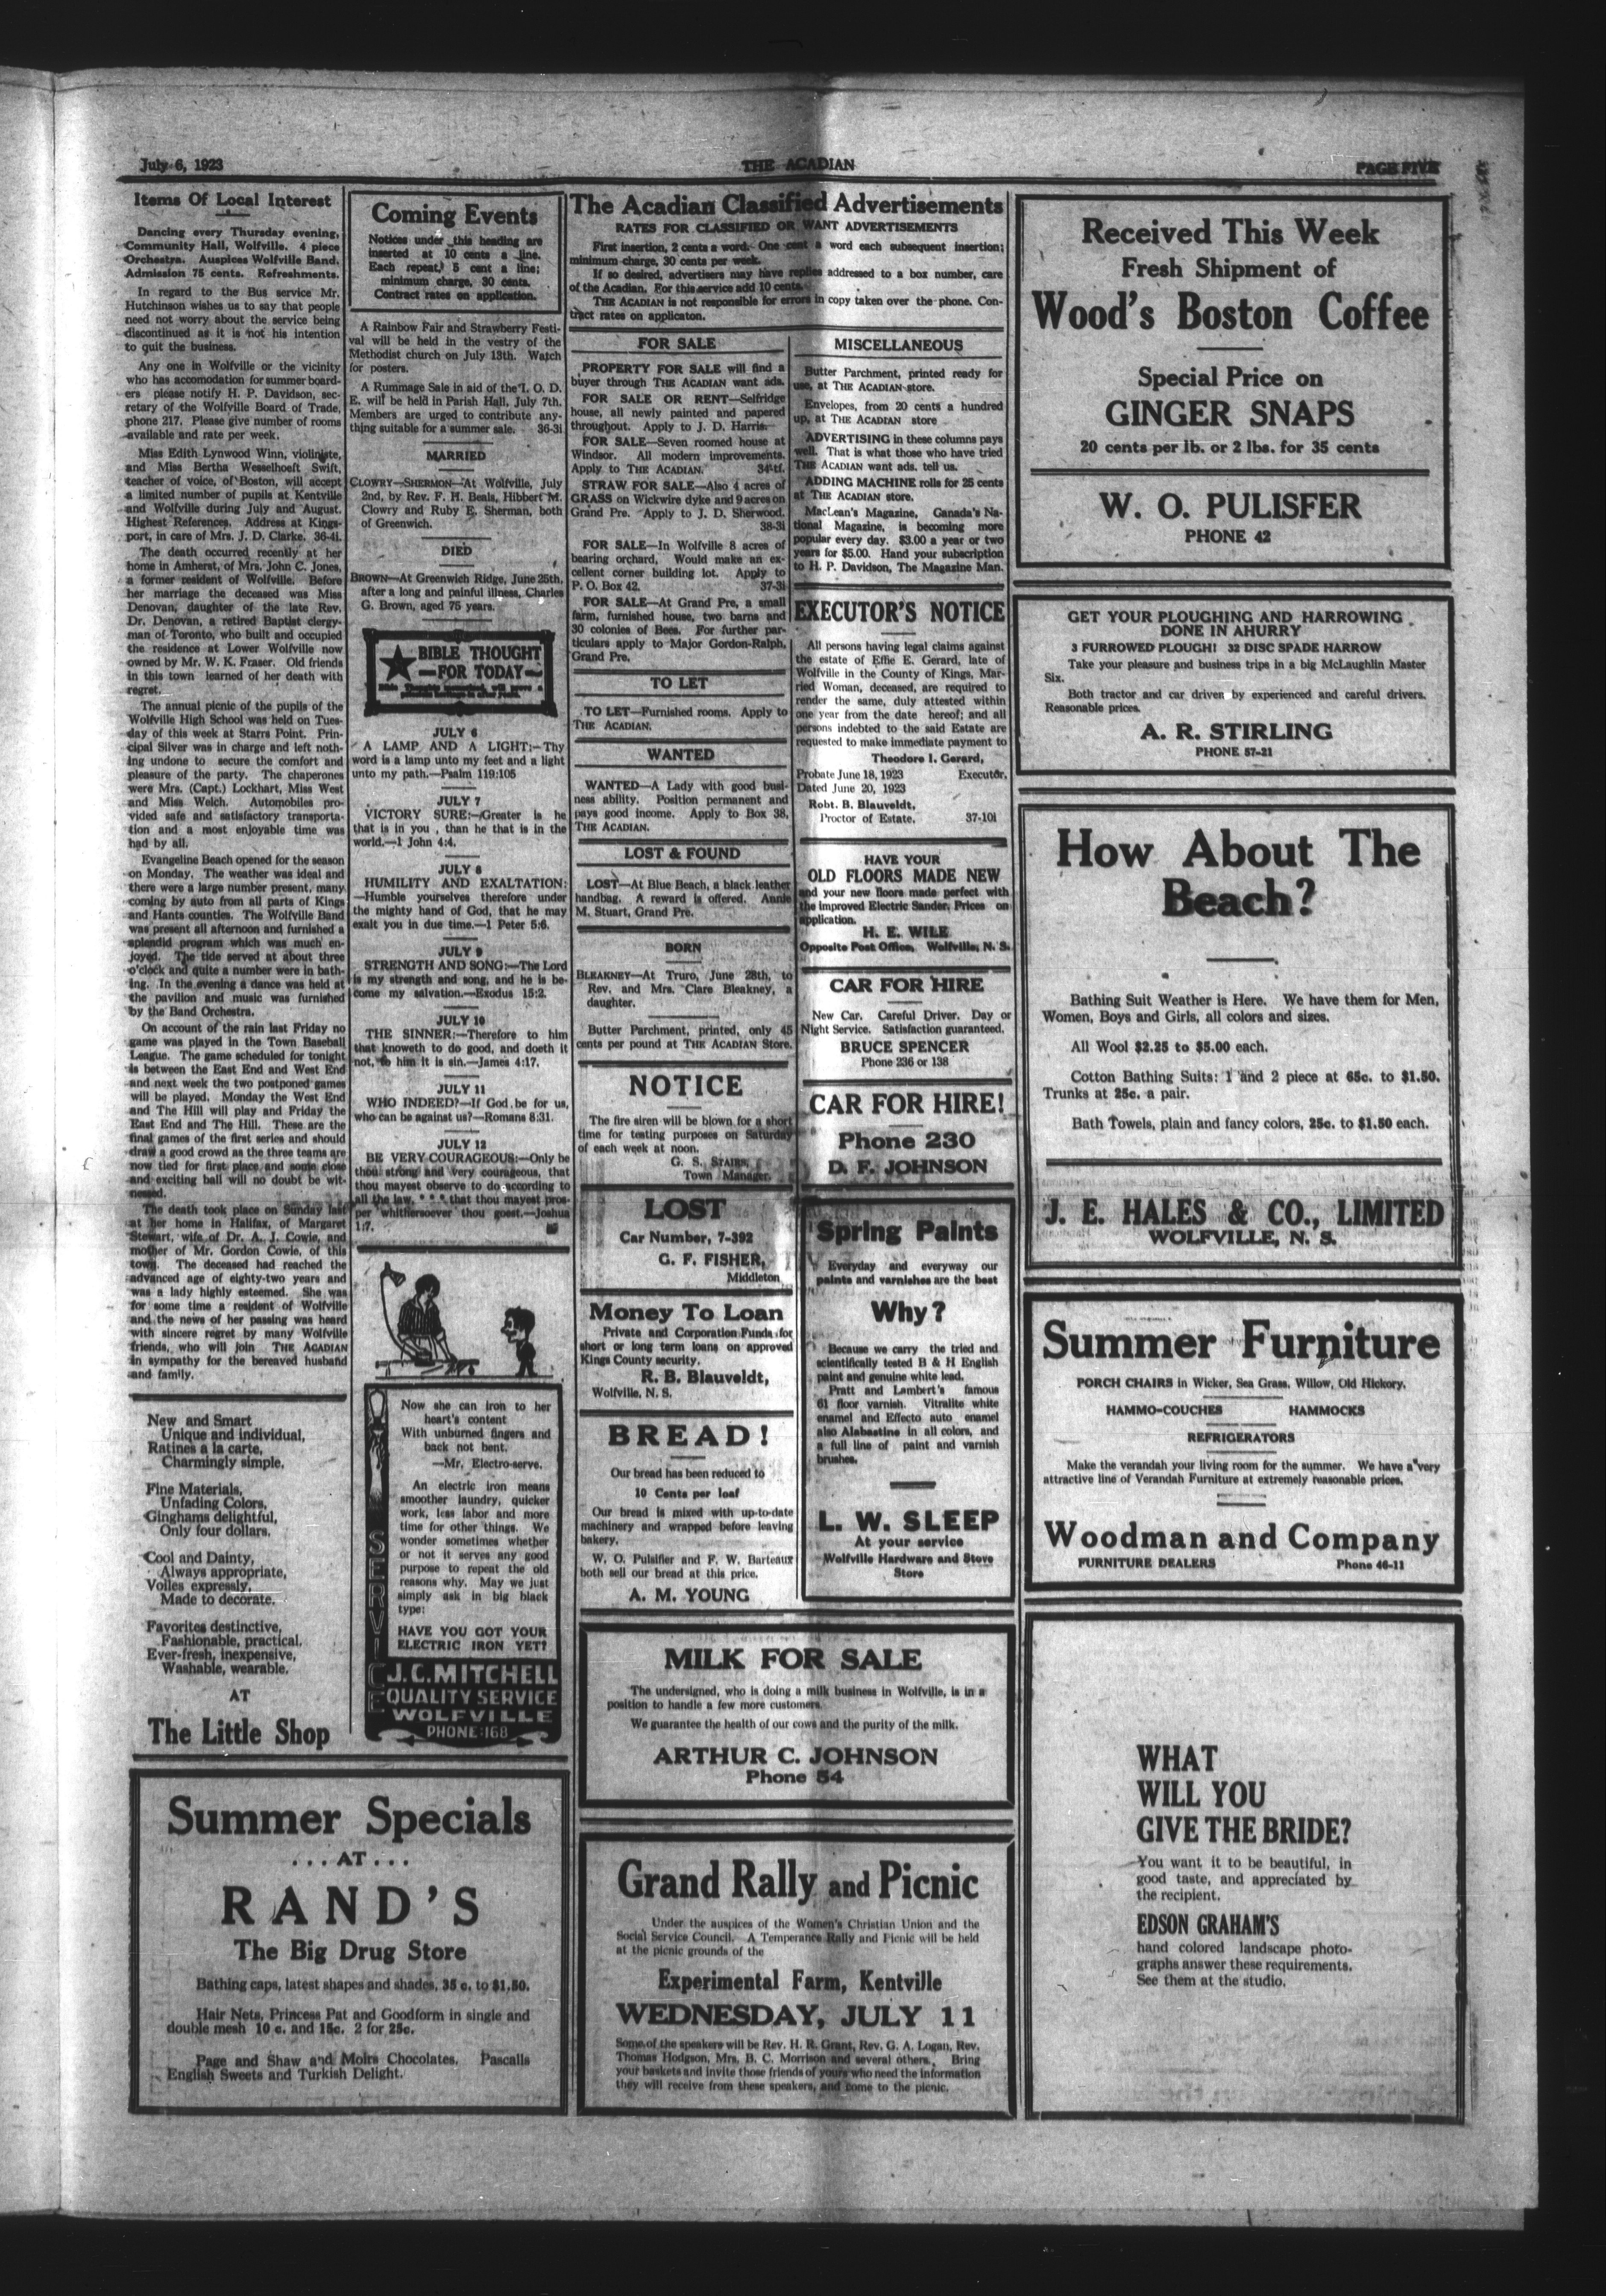 July 6, 1923
THE ACADIAN
PAGE FIVE
Items Of Local Interest
Dancing every Thursday evening,
Community Hall, Wolfville. 4 piece
Orchestra. Auspices Wolfville Band.
Admission 75 cents. Refreshments.
In regard to the Bus service Mr.
Hutchinson wishes us to say that people
need not worry about the service being
discontinued as it is not his intention
to quit the business.
Any one in Wolfville or the vicinity
who has accomodation for summer board-
ers please notify H. P. Davidson, sec-
retary of the Wolfville Board of Trade,
phone 217. Please give number of rooms
available and rate per week.
Miss Edith Lynwood Winn, violiniste,
and Miss Bertha Wesselhoeft Swift,
teacher of voice, of Boston, will accept
a limited number of pupils at Kentville
and Wolfville during July and August.
Highest References. Address at Kings-
port, in care of Mrs. J. D. Clarke. 36-4i.
The death occurred recently at her
home in Amherst, of Mrs. John C. Jones,
a former resident of Wolfville. Before
her marriage the deceased was Miss
Denovan, daughter of the late Rev.
Dr. Denovan, a retired Baptist clergy-
man of Toronto, who built and occupied
the residence at Lower Wolfville now
owned by Mr. W. K. Fraser. Old friends
in this town learned of her death with
regret.
The annual picnic of the pupils of the
Wolfville High School was held on Tues-
day of this week at Starrs Point. Prin-
cipal Silver was in charge and left noth-
ing undone to secure the comfort and
pleasure of the party. The chaperones
were Mrs. (Capt.) Lockhart, Miss West
and Miss Welch. Automobiles pro-
vided safe and satisfactory transporta-
tion and a most enjoyable time was
had by all.
Evangeline Beach opened for the season
on Monday. The weather was ideal and
there were a large number present, many
coming by auto from all parts of Kings
and Hants counties. The Wolfville Band
was present all afternoon and furnished a
splendid program which was much en-
joyed. The tide served at about three
o'clock and quite a number were in bath-
ing. In the evening a dance was held at
the pavilion and music was furnished
by the Band Orchestra.
On account of the rain last Friday no
game was played in the Town Baseball
League. The game scheduled for tonight
is between the East End and West End
and next week the two postponed games
will be played. Monday the West End
and The Hill will play and Friday the
East End and The Hill. These are the
final games of the first series and should
draw a good crowd as the three teams are
now tied for first place and some close
and exciting ball will no doubt be wit-
nessed.
The death took place on Sunday last
at her home in Halifax, of Margaret
Stewart, wife of Dr. A. J. Cowie, and
mother of Mr. Gordon Cowie, of this
town. The deceased had reached the
advanced age of eighty-two years and
was a lady highly esteemed. She was
for some time a resident of Wolfville
and the news of her passing was heard
with sincere regret by many Wolfville
friends, who will join THE ACADIAN
in sympathy for the bereaved husband
and family.
New and Smart
Unique and individual,
Ratines a la carte,
Charmingly simple.
Fine Materials,
Unfading Colors,
Ginghams delightful,
Only four dollars.
Cool and Dainty,
Always appropriate,
Voiles expressly,
Made to decorate.
Favorites destinctive,
Fashionable, practical,
Ever-fresh, inexpensive,
Washable, wearable.
AT
The Little Shop
Coming Events
Notices under this heading are
inserted at 10 cents a line.
Each repeat, 5 cent a line;
minimum charge, 30 cents.
Contract rates on application.
A Rainbow Fair and Strawberry Festi-
val will be held in the vestry of the
Methodist church on July 13th. Watch
for posters.
A Rummage Sale in aid of the I. O. D.
E. will be held in Parish Hall, July 7th.
Members are urged to contribute any-
thing suitable for a summer sale. 36-3i
MARRIED
CLOWRY—SHERMON—At Wolfville, July
2nd, by Rev. F. H. Beals, Hibbert M.
Clowry and Ruby E. Sherman, both
of Greenwich.
DIED
BROWN—At Greenwich Ridge, June 25th,
after a long and painful illness, Charles
G. Brown, aged 75 years.
BIBLE THOUGHT
—FOR TODAY—
JULY 6
A LAMP AND A LIGHT:—Thy
word is a lamp unto my feet and a light
unto my path.—Psalm 119:105
JULY 7
VICTORY SURE:—Greater is he
that is in you, than he that is in the
world.—1 John 4:4.
JULY 8
HUMILITY AND EXALTATION:
—Humble yourselves therefore under
the mighty hand of God, that he may
exalt you in due time.—1 Peter 5:6.
JULY 9
STRENGTH AND SONG:—The Lord
is my strength and song, and he is be-
come my salvation.—Exodus 15:2.
JULY 10
THE SINNER:—Therefore to him
that knoweth to do good, and doeth it
not, to him it is sin.—James 4:17.
JULY 11
WHO INDEED?—If God be for us,
who can be against us?—Romans 8:31.
JULY 12
BE VERY COURAGEOUS:—Only be
thou strong and very courageous, that
thou mayest observe to do according to
all the law, * * * that thou mayest pros-
per whithersoever thou goest.—Joshua
1:7.
Now she can iron to her
heart's content
With unburned fingers and
back not bent.
—Mr. Electro-serve.
An electric iron means
smoother laundry, quicker
work, less labor and more
time for other things. We
wonder sometimes whether
or not it serves any good
purpose to repeat the old
reasons why. May we just
simply ask in big black
type:
HAVE YOU GOT YOUR
ELECTRIC IRON YET?
SERVICE
J.C. MITCHELL
QUALITY SERVICE
WOLFVILLE
PHONE:168
Summer Specials
... AT ...
RAND'S
The Big Drug Store
Bathing caps, latest shapes and shades, 35 c. to $1.50.
Hair Nets, Princess Pat and Goodform in single and
double mesh 10 c. and 15c. 2 for 25c.
Page and Shaw and Moirs Chocolates. Pascalls
English Sweets and Turkish Delight.
The Acadian Classified Advertisements
RATES FOR CLASSIFIED OR WANT ADVERTISEMENTS
First insertion, 2 cents a word. One cent a word each subsequent insertion;
minimum charge, 30 cents per week.
If so desired, advertisers may have replies addressed to a box number, care
of the Acadian. For this service add 10 cents.
THE ACADIAN is not responsible for errors in copy taken over the phone. Con-
tract rates on applicaton.
FOR SALE
PROPERTY FOR SALE will find a
buyer through THE ACADIAN want ads.
FOR SALE OR RENT—Selfridge
house, all newly painted and papered
throughout. Apply to J. D. Harris.
FOR SALE—Seven roomed house at
Windsor. All modern improvements.
Apply to THE ACADIAN. 34-tf.
STRAW FOR SALE—Also 4 acres of
GRASS on Wickwire dyke and 9 acres on
Grand Pre. Apply to J. D. Sherwood.
38-3i
FOR SALE—In Wolfville 8 acres of
bearing orchard, Would make an ex-
cellent corner building lot. Apply to
P. O. Box 42. 37-3i
FOR SALE—At Grand Pre, a small
farm, furnished house, two barns and
30 colonies of Bees. For further par-
ticulars apply to Major Gordon-Ralph,
Grand Pre.
TO LET
TO LET—Furnished rooms. Apply to
THE ACADIAN.
WANTED
WANTED—A Lady with good busi-
ness ability. Position permanent and
pays good income. Apply to Box 38,
THE ACADIAN.
LOST & FOUND
LOST—At Blue Beach, a black leather
handbag. A reward is offered. Annie
M. Stuart, Grand Pre.
BORN
BLEAKNEY—At Truro, June 28th, to
Rev. and Mrs. Clare Bleakney, a
daughter.
Butter Parchment, printed, only 45
cents per pound at THE ACADIAN Store.
NOTICE
The fire siren will be blown for a short
time for testing purposes on Saturday
of each week at noon.
G. S. STAIRS,
Town Manager.
LOST
Car Number, 7-392
G. F. FISHER,
Middleton
Money To Loan
Private and Corporation Funds for
short or long term loans on approved
Kings County security.
R. B. Blauveldt,
Wolfville, N. S.
BREAD!
Our bread has been reduced to
10 Cents per loaf
Our bread is mixed with up-to-date
machinery and wrapped before leaving
bakery.
W. O. Pulsifier and F. W. Barteaux
both sell our bread at this price.
A. M. YOUNG
MISCELLANEOUS
Butter Parchment, printed ready for
use, at THE ACADIAN store.
Envelopes, from 20 cents a hundred
up, at THE ACADIAN store
ADVERTISING in these columns pays
well. That is what those who have tried
THE ACADIAN want ads. tell us.
ADDING MACHINE rolls for 25 cents
at THE ACADIAN store.
MacLean's Magazine, Canada's Na-
tional Magazine, is becoming more
popular every day. $3.00 a year or two
years for $5.00. Hand your subscription
to H. P. Davidson, The Magazine Man.
EXECUTOR'S NOTICE
All persons having legal claims against
the estate of Effie E. Gerard, late of
Wolfville in the County of Kings, Mar-
ried Woman, deceased, are required to
render the same, duly attested within
one year from the date hereof; and all
persons indebted to the said Estate are
requested to make immediate payment to
Theodore I. Gerard,
Probate June 18, 1923 Executor.
Dated June 20, 1923
Robt. B. Blauveldt,
Proctor of Estate. 37-10i
HAVE YOUR
OLD FLOORS MADE NEW
and your new floors made perfect with
the improved Electric Sander. Prices on
application.
H. E. WILE
Opposite Post Office, Wolfville, N. S.
CAR FOR HIRE
New Car. Careful Driver. Day or
Night Service. Satisfaction guaranteed.
BRUCE SPENCER
Phone 236 or 138
CAR FOR HIRE!
Phone 230
D. F. JOHNSON
Spring Paints
Everyday and everyway our
paints and varnishes are the best
Why?
Because we carry the tried and
scientifically tested B & H English
paint and genuine white lead.
Pratt and Lambert's famous
61 floor varnish. Vitralite white
enamel and Effecto auto enamel
also Alabastine in all colors, and
a full line of paint and varnish
brushes.
L. W. SLEEP
At your service
Wolfville Hardware and Stove
Store
MILK FOR SALE
The undersigned, who is doing a milk business in Wolfville, is in a
position to handle a few more customers.
We guarantee the health of our cows and the purity of the milk.
ARTHUR C. JOHNSON
Phone 54
Grand Rally and Picnic
Under the auspices of the Women's Christian Union and the
Social Service Council. A Temperance Rally and Picnic will be held
at the picnic grounds of the
Experimental Farm, Kentville
WEDNESDAY, JULY 11
Some of the speakers will be Rev. H. R. Grant, Rev. G. A. Logan, Rev.
Thomas Hodgson, Mrs. B. C. Morrison and several others. Bring
your baskets and invite those friends of yours who need the information
they will receive from these speakers, and come to the picnic.
Received This Week
Fresh Shipment of
Wood's Boston Coffee
Special Price on
GINGER SNAPS
20 cents per lb. or 2 lbs. for 35 cents
W. O. PULISFER
PHONE 42
GET YOUR PLOUGHING AND HARROWING
DONE IN AHURRY
3 FURROWED PLOUGH! 32 DISC SPADE HARROW
Take your pleasure and business trips in a big McLaughlin Master
Six.
Both tractor and car driven by experienced and careful drivers.
Reasonable prices.
A. R. STIRLING
PHONE 57-21
How About The
Beach?
Bathing Suit Weather is Here. We have them for Men,
Women, Boys and Girls, all colors and sizes.
All Wool $2.25 to $5.00 each.
Cotton Bathing Suits: 1 and 2 piece at 65c. to $1.50.
Trunks at 25c. a pair.
Bath Towels, plain and fancy colors, 25c. to $1.50 each.
J. E. HALES & CO., LIMITED
WOLFVILLE, N. S.
Summer Furniture
PORCH CHAIRS in Wicker, Sea Grass, Willow, Old Hickory.
HAMMO-COUCHES HAMMOCKS
REFRIGERATORS
Make the verandah your living room for the summer. We have a very
attractive line of Verandah Furniture at extremely reasonable prices.
Woodman and Company
FURNITURE DEALERS Phone 46-11
WHAT
WILL YOU
GIVE THE BRIDE?
You want it to be beautiful, in
good taste, and appreciated by
the recipient.
EDSON GRAHAM'S
hand colored landscape photo-
graphs answer these requirements.
See them at the studio.